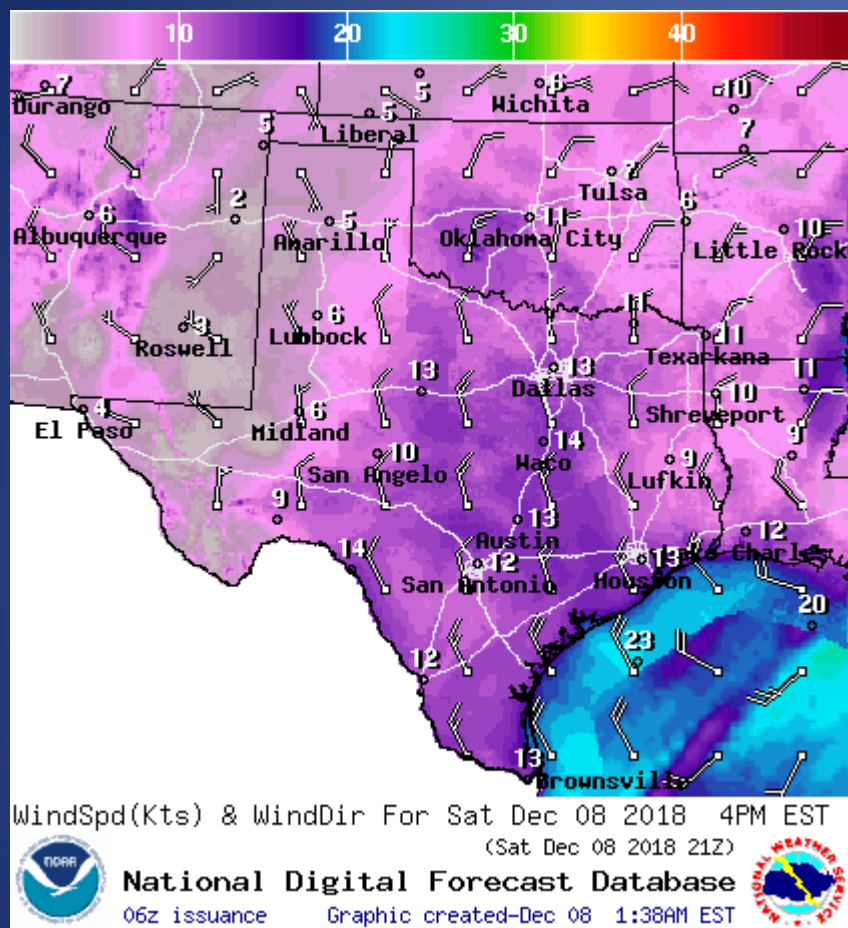 10 20 30 40
7 5 6 10
Durango Wichita
5 5 7
Liberal
7
Tulsa
6 2 5 11 6 10
Albuquerque Amarillo Oklahoma City Little Rock
3 6 11
Roswell Lubbock 11
Texarkana
13 13
Dallas
4 6 10 11
El Paso Midland Shreveport
10 14 9 9
San Angelo Waco Lufkin
9 13 12
Austin
14 12 13 Lake Charles
San Antonio Houston
20
12 23
13
Brownsville
WindSpd(Kts) & WindDir For Sat Dec 08 2018 4PM EST
(Sat Dec 08 2018 21Z)
NOAA
National Digital Forecast Database
NATIONAL WEATHER SERVICE
06z issuance Graphic created-Dec 08 1:38AM EST